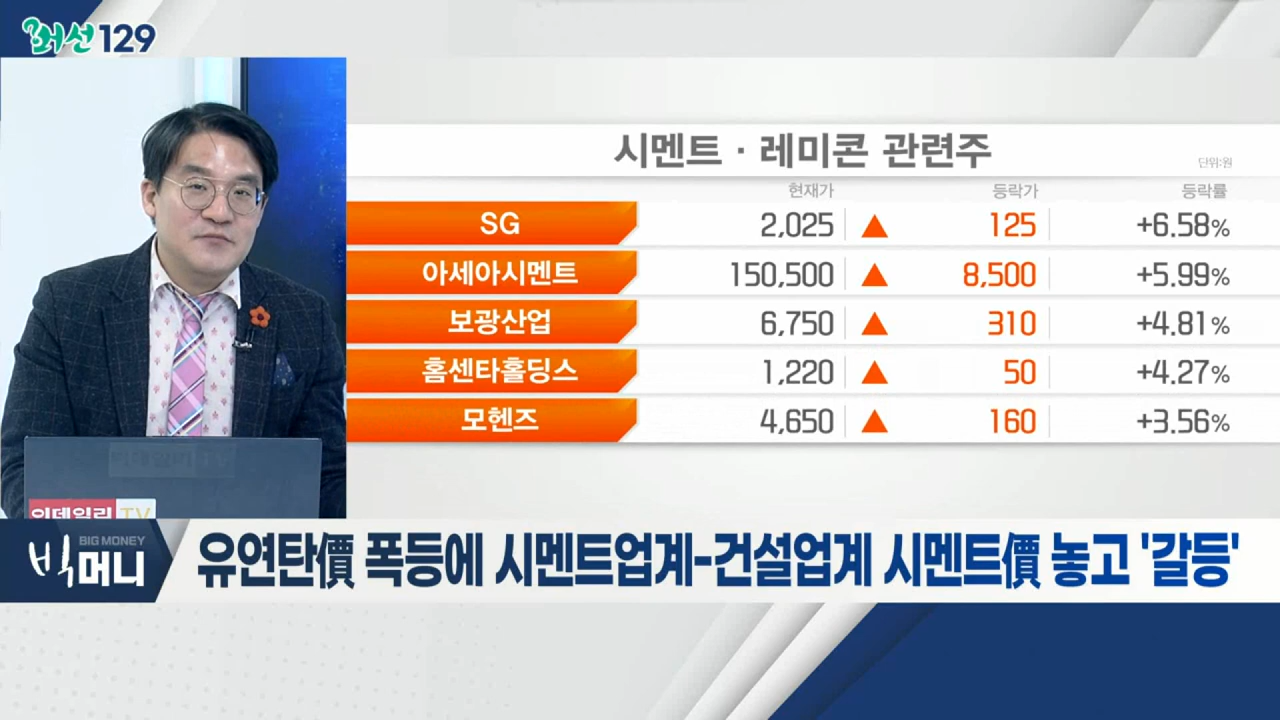 희선129
시멘트·레미콘 관련주
단위:원
현재가 등락가 등락률
SG 2,025 ▲ 125 +6.58%
아세아시멘트 150,500 ▲ 8,500 +5.99%
보광산업 6,750 ▲ 310 +4.81%
홈센타홀딩스 1,220 ▲ 50 +4.27%
모헨즈 4,650 ▲ 160 +3.56%
이데일리 TV
BIG MONEY
빅머니
유연탄價 폭등에 시멘트업계-건설업계 시멘트價 놓고 '갈등'